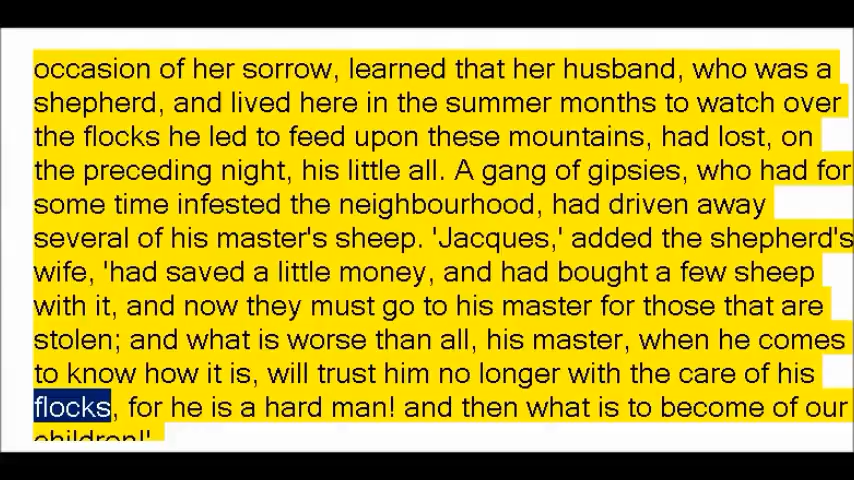 occasion of her sorrow, learned that her husband, who was a
shepherd, and lived here in the summer months to watch over
the flocks he led to feed upon these mountains, had lost, on
the preceding night, his little all. A gang of gipsies, who had for
some time infested the neighbourhood, had driven away
several of his master's sheep. 'Jacques,' added the shepherd's
wife, 'had saved a little money, and had bought a few sheep
with it, and now they must go to his master for those that are
stolen; and what is worse than all, his master, when he comes
to know how it is, will trust him no longer with the care of his
flocks, for he is a hard man! and then what is to become of our
children!'